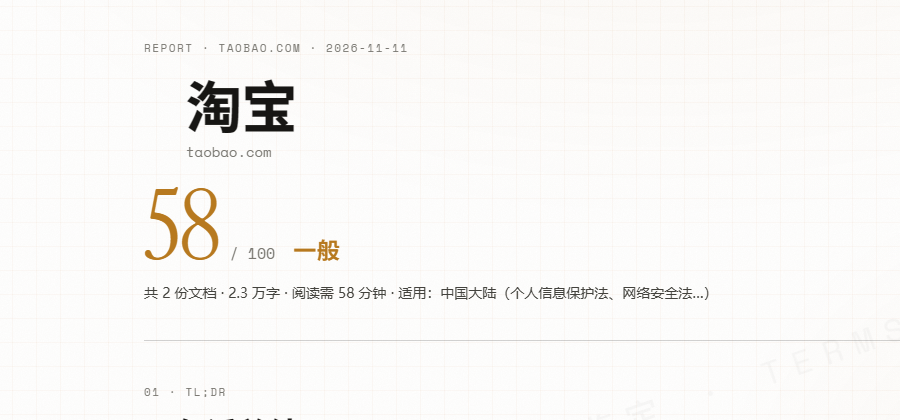 REPORT · TAOBAO.COM · 2026-11-11
淘宝
taobao.com
58 / 100 一般
共 2 份文档 · 2.3 万字 · 阅读需 58 分钟 · 适用：中国大陆（个人信息保护法、网络安全法...）
· TERMS
01 · TL;DR